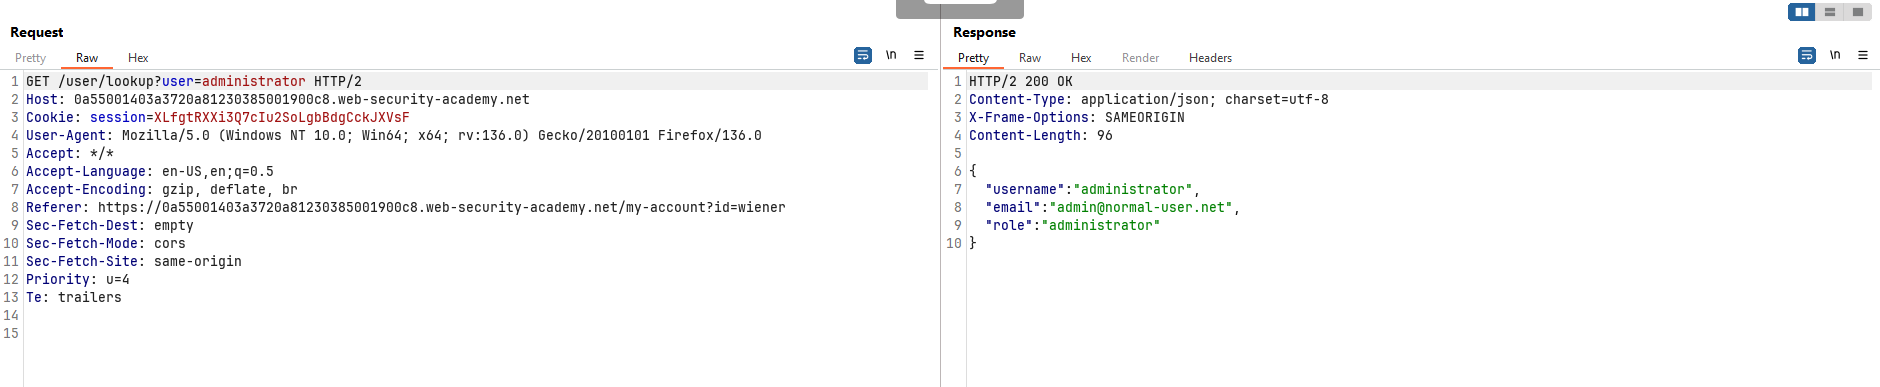 Request
Pretty Raw Hex \n
1 GET /user/lookup?user=administrator HTTP/2
2 Host: 0a55001403a3720a81230385001900c8.web-security-academy.net
3 Cookie: session=XLfgtRXXi3Q7cIu2SoLgbBdgCckJXVsF
4 User-Agent: Mozilla/5.0 (Windows NT 10.0; Win64; x64; rv:136.0) Gecko/20100101 Firefox/136.0
5 Accept: */*
6 Accept-Language: en-US,en;q=0.5
7 Accept-Encoding: gzip, deflate, br
8 Referer: https://0a55001403a3720a81230385001900c8.web-security-academy.net/my-account?id=wiener
9 Sec-Fetch-Dest: empty
10 Sec-Fetch-Mode: cors
11 Sec-Fetch-Site: same-origin
12 Priority: u=4
13 Te: trailers
14
15
Response
Pretty Raw Hex Render Headers \n
1 HTTP/2 200 OK
2 Content-Type: application/json; charset=utf-8
3 X-Frame-Options: SAMEORIGIN
4 Content-Length: 96
5
6 {
7 "username":"administrator",
8 "email":"admin@normal-user.net",
9 "role":"administrator"
10 }